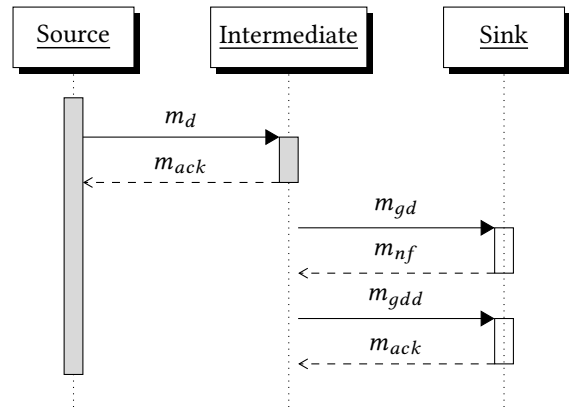 Source Intermediate Sink
m_d
m_ack
m_gd
m_nf
m_gdd
m_ack